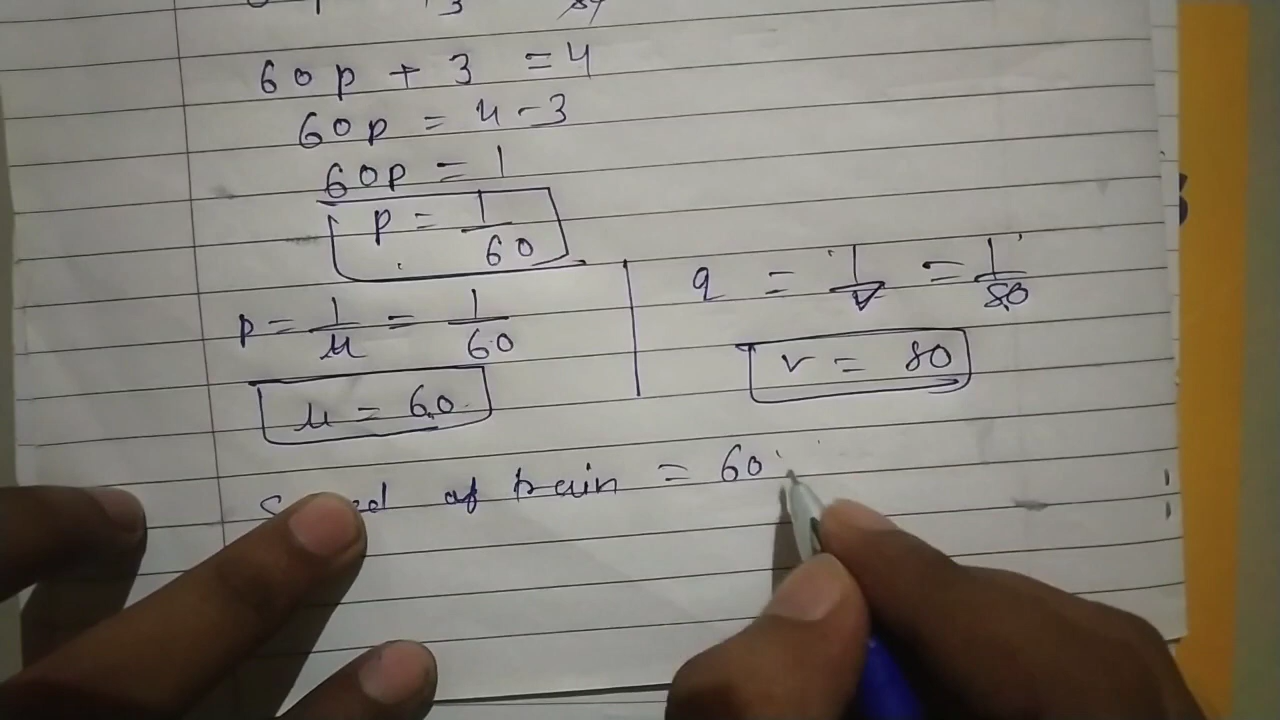 60p + 3 = 4
60p = 4 - 3
60p = 1
p = 1/60
p = 1/u = 1/60
u = 60
q = 1/v = 1/80
v = 80
of train = 60